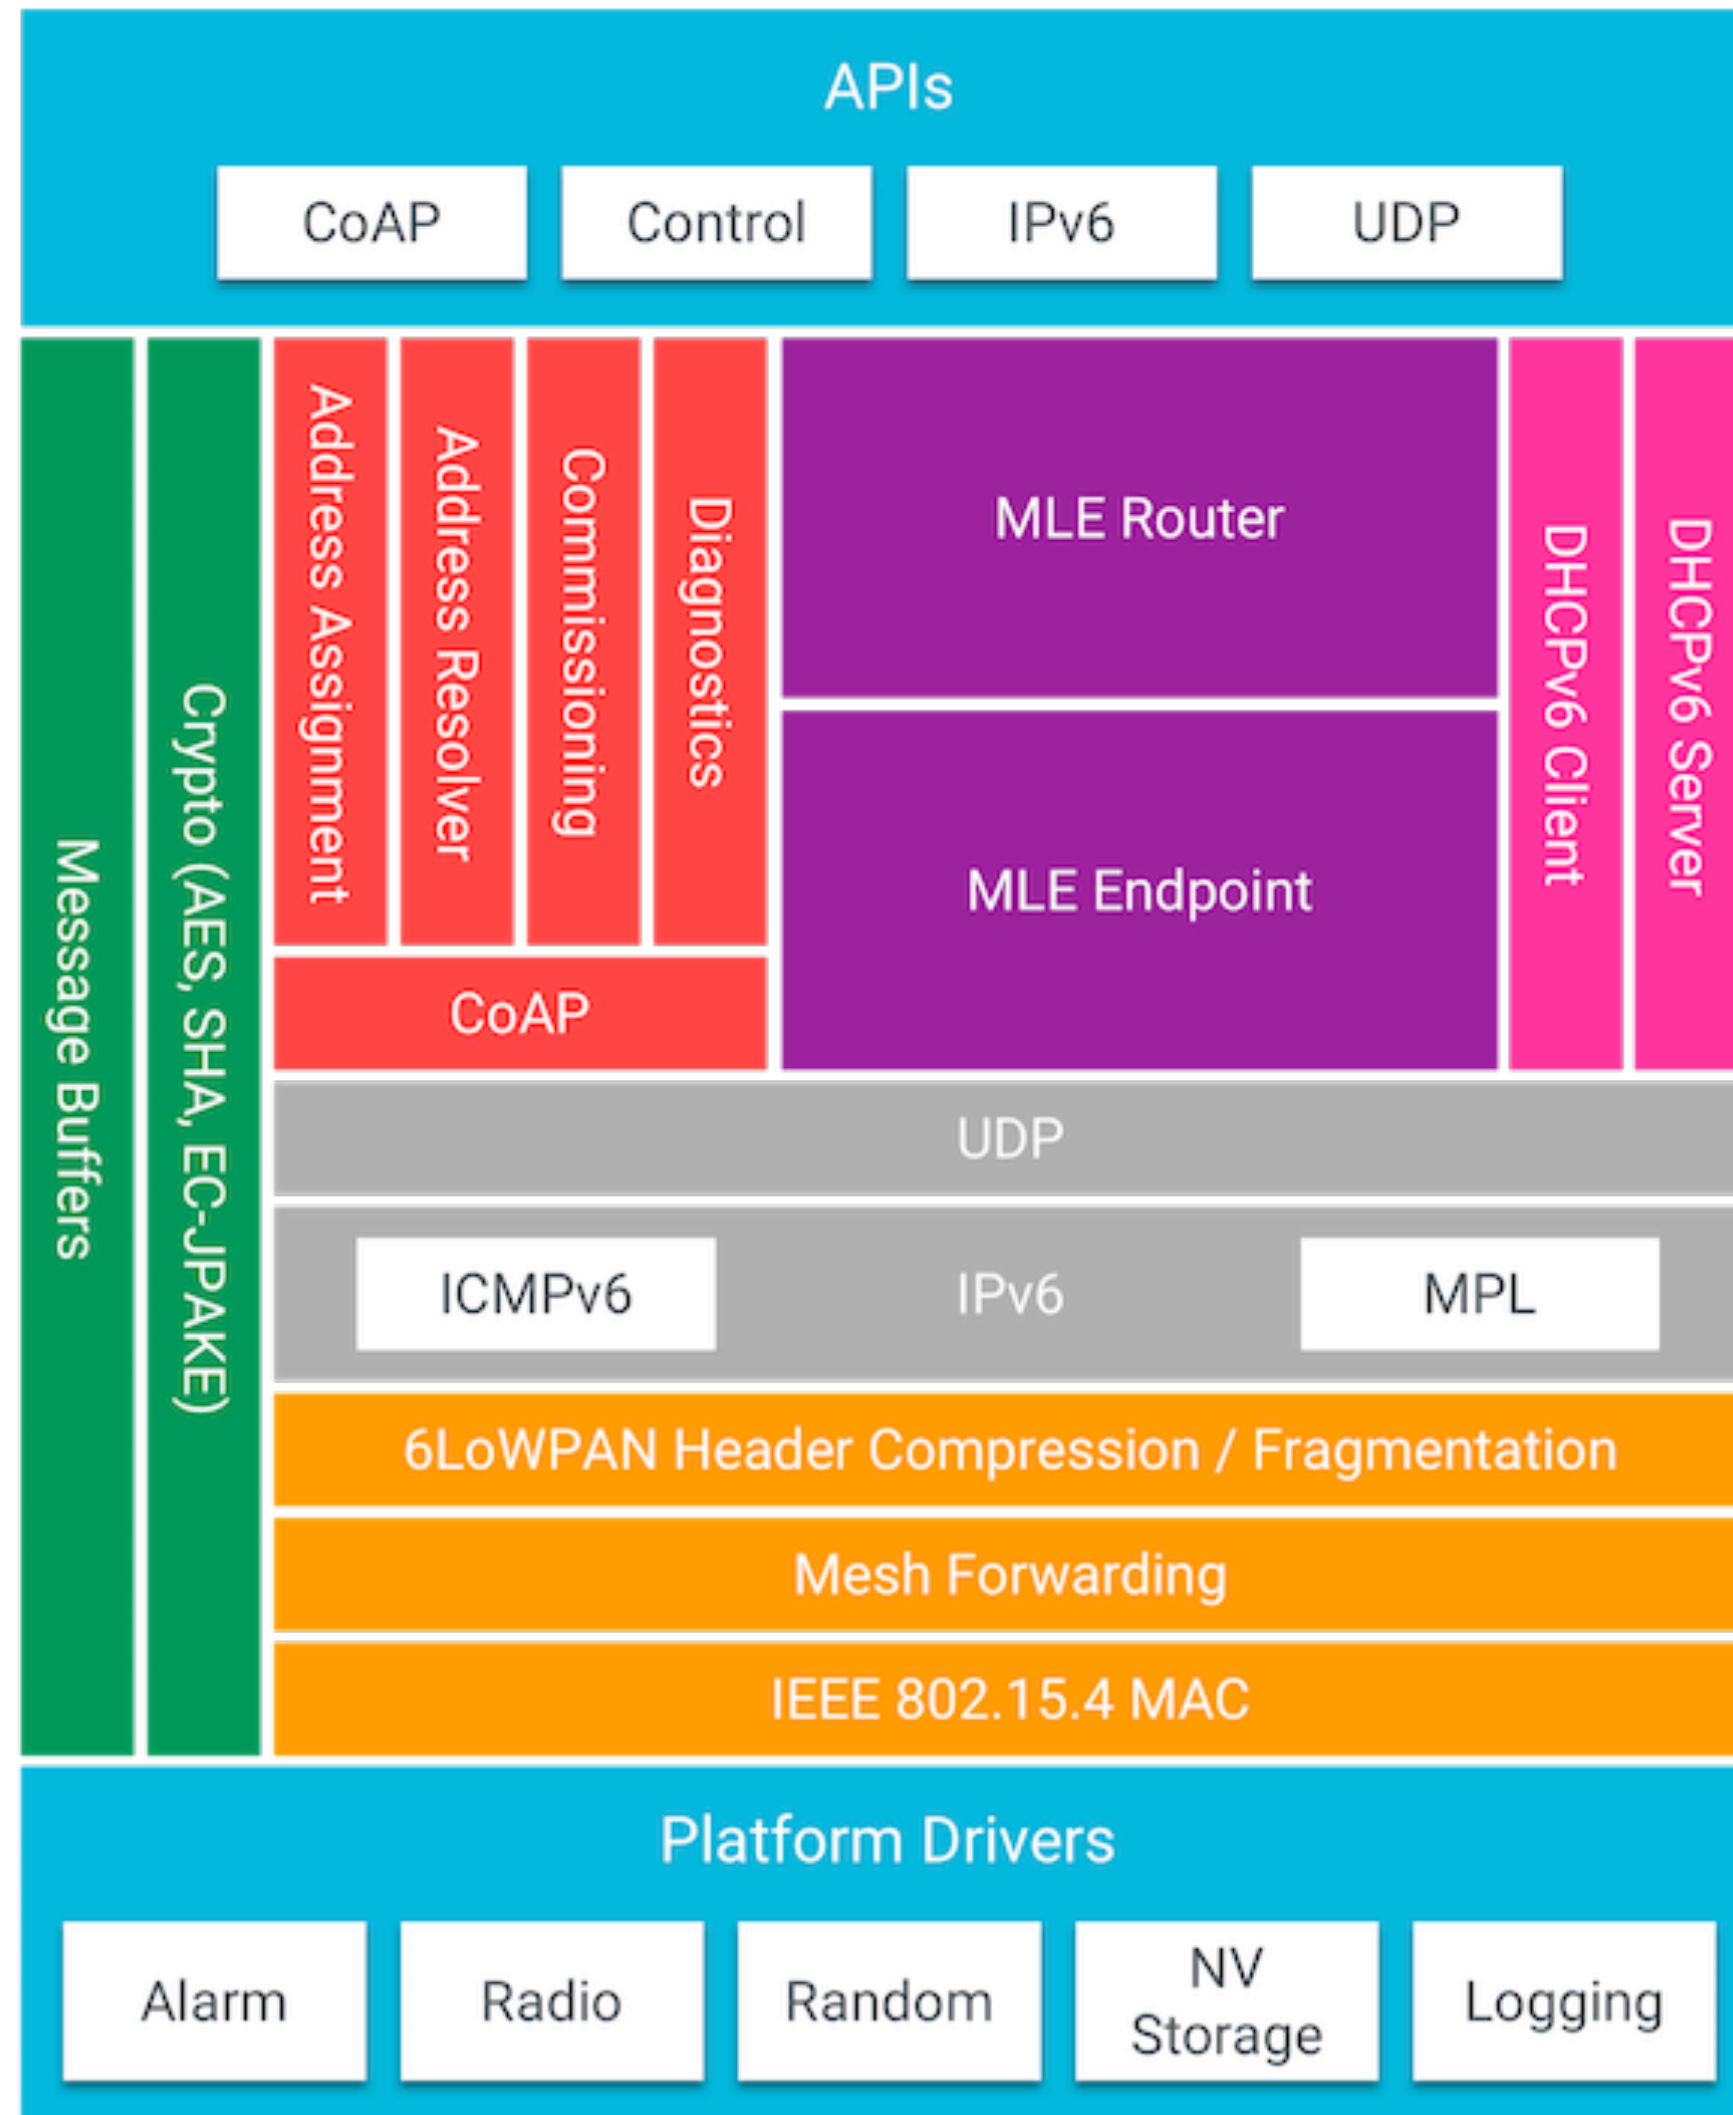 APIs
CoAP
Control
IPv6
UDP
Message Buffers
Crypto (AES, SHA, EC-JPAKE)
Address Assignment
Address Resolver
Commissioning
Diagnostics
CoAP
MLE Router
MLE Endpoint
DHCPv6 Client
DHCPv6 Server
UDP
ICMPv6
IPv6
MPL
6LoWPAN Header Compression / Fragmentation
Mesh Forwarding
IEEE 802.15.4 MAC
Platform Drivers
Alarm
Radio
Random
NV
Storage
Logging